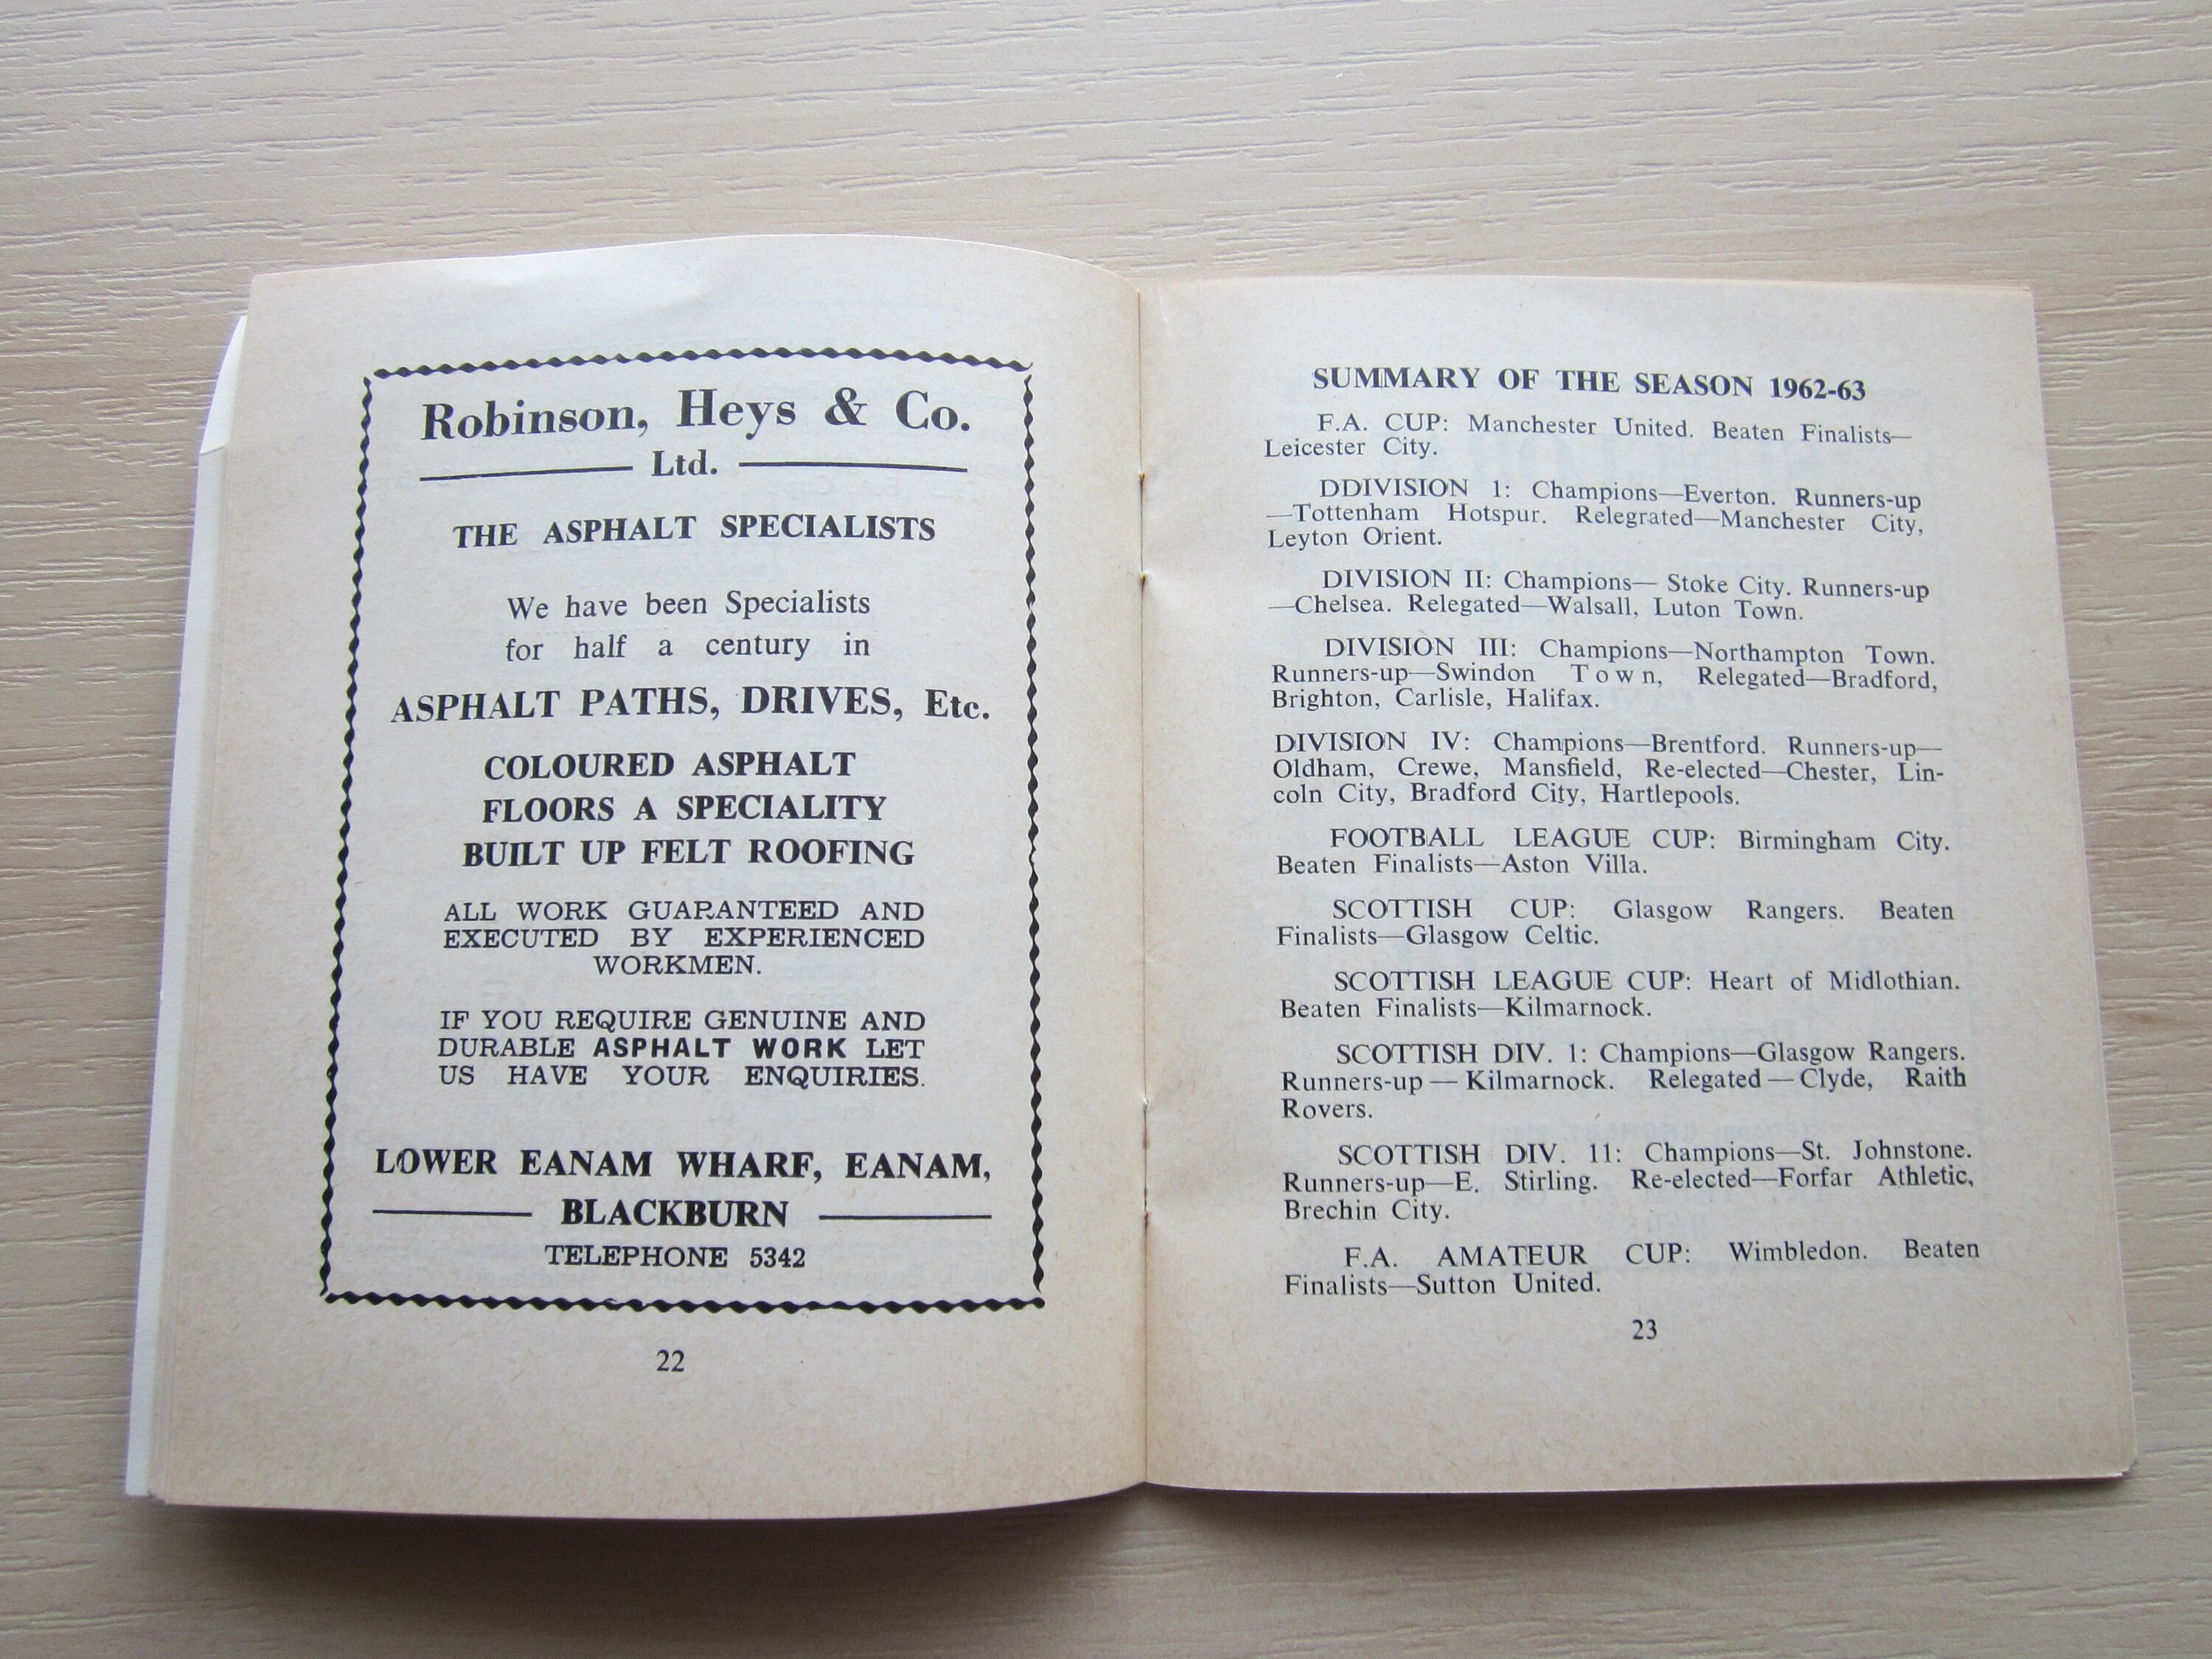 Robinson, Heys & Co.
Ltd.
THE ASPHALT SPECIALISTS
We have been Specialists
for half a century in
ASPHALT PATHS, DRIVES, Etc.
COLOURED ASPHALT
FLOORS A SPECIALITY
BUILT UP FELT ROOFING
ALL WORK GUARANTEED AND
EXECUTED BY EXPERIENCED
WORKMEN.
IF YOU REQUIRE GENUINE AND
DURABLE ASPHALT WORK LET
US HAVE YOUR ENQUIRIES.
LOWER EANAM WHARF, EANAM,
BLACKBURN
TELEPHONE 5342
22
SUMMARY OF THE SEASON 1962-63
F.A. CUP: Manchester United. Beaten Finalists—
Leicester City.
DDIVISION 1: Champions—Everton. Runners-up
—Tottenham Hotspur. Relegrated—Manchester City,
Leyton Orient.
DIVISION II: Champions— Stoke City. Runners-up
—Chelsea. Relegated—Walsall, Luton Town.
DIVISION III: Champions—Northampton Town.
Runners-up—Swindon Town, Relegated—Bradford,
Brighton, Carlisle, Halifax.
DIVISION IV: Champions—Brentford. Runners-up—
Oldham, Crewe, Mansfield, Re-elected—Chester, Lin-
coln City, Bradford City, Hartlepools.
FOOTBALL LEAGUE CUP: Birmingham City.
Beaten Finalists—Aston Villa.
SCOTTISH CUP: Glasgow Rangers. Beaten
Finalists—Glasgow Celtic.
SCOTTISH LEAGUE CUP: Heart of Midlothian.
Beaten Finalists—Kilmarnock.
SCOTTISH DIV. 1: Champions—Glasgow Rangers.
Runners-up — Kilmarnock. Relegated — Clyde, Raith
Rovers.
SCOTTISH DIV. 11: Champions—St. Johnstone.
Runners-up—E. Stirling. Re-elected—Forfar Athletic,
Brechin City.
F.A. AMATEUR CUP: Wimbledon. Beaten
Finalists—Sutton United.
23